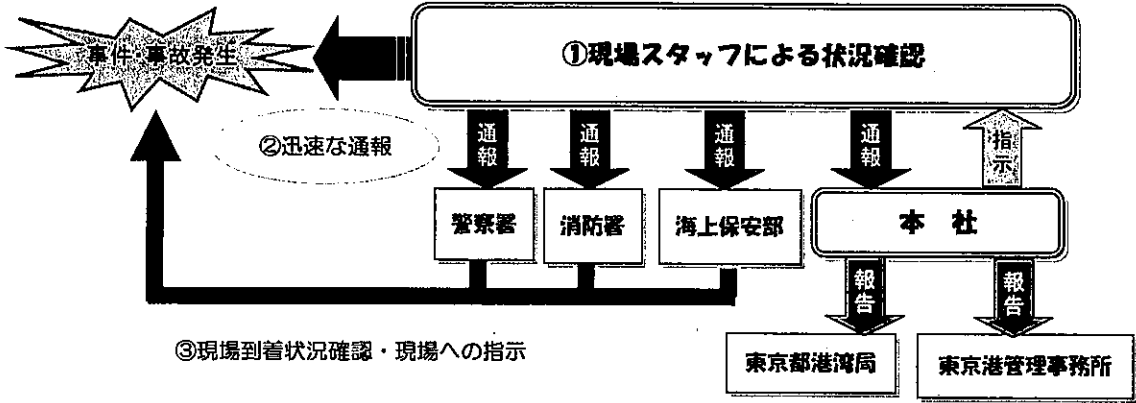 事件・事故発生
①現場スタッフによる状況確認
②迅速な通報
通報
通報
通報
通報
指示
警察署
消防署
海上保安部
本 社
報告
報告
③現場到着状況確認・現場への指示
東京都港湾局
東京港管理事務所